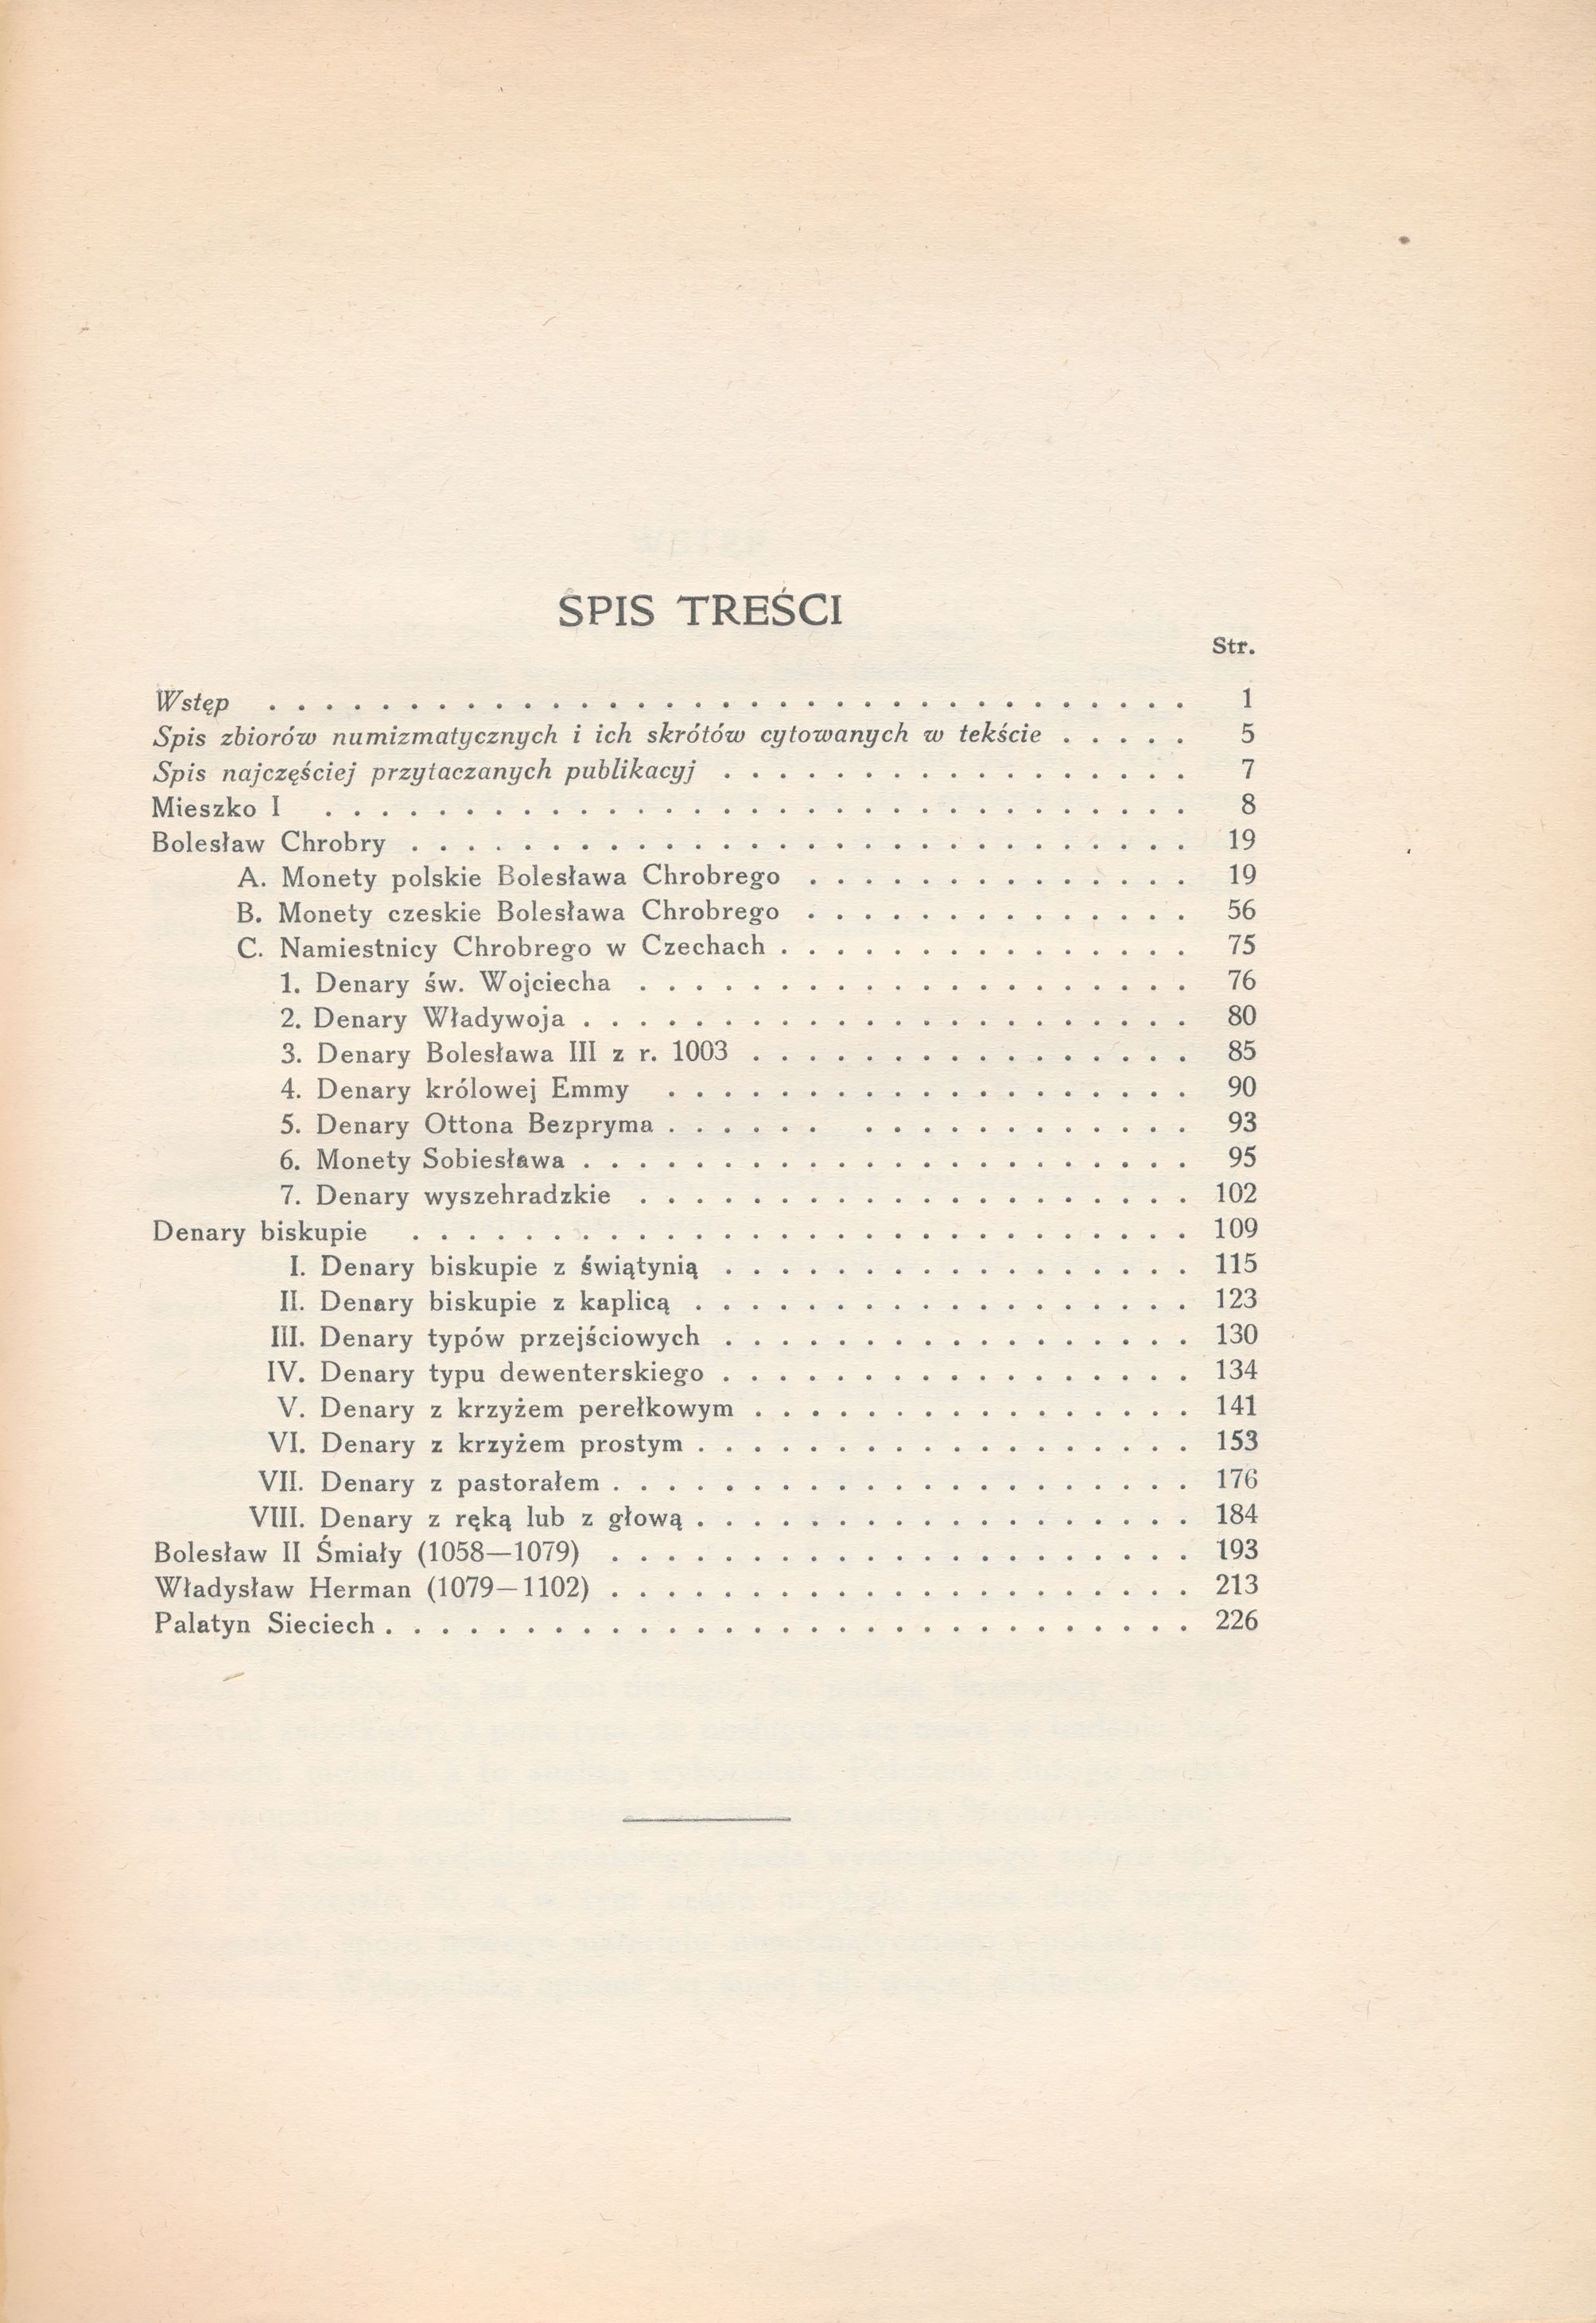 SPIS TREŚCI
Str.
Wstęp . . . . . . . . . . . . . . . . . . . . . . . . . . . . . . . . . 1
Spis zbiorów numizmatycznych i ich skrótów cytowanych w tekście . . . . . 5
Spis najczęściej przytaczanych publikacyj . . . . . . . . . . . . . . . . . 7
Mieszko I . . . . . . . . . . . . . . . . . . . . . . . . . . . . . . . 8
Bolesław Chrobry . . . . . . . . . . . . . . . . . . . . . . . . . . . . 19
A. Monety polskie Bolesława Chrobrego . . . . . . . . . . . . . . 19
B. Monety czeskie Bolesława Chrobrego . . . . . . . . . . . . . . 56
C. Namiestnicy Chrobrego w Czechach . . . . . . . . . . . . . . . 75
1. Denary św. Wojciecha . . . . . . . . . . . . . . . . . . . . 76
2. Denary Władywoja . . . . . . . . . . . . . . . . . . . . . . 80
3. Denary Bolesława III z r. 1003 . . . . . . . . . . . . . . . . 85
4. Denary królowej Emmy . . . . . . . . . . . . . . . . . . . 90
5. Denary Ottona Bezpryma . . . . . . . . . . . . . . . . . . 93
6. Monety Sobiesława . . . . . . . . . . . . . . . . . . . . . . 95
7. Denary wyszehradzkie . . . . . . . . . . . . . . . . . . . . 102
Denary biskupie . . . . . . . . . . . . . . . . . . . . . . . . . . . . 109
I. Denary biskupie z świątynią . . . . . . . . . . . . . . . . . 115
II. Denary biskupie z kaplicą . . . . . . . . . . . . . . . . . . 123
III. Denary typów przejściowych . . . . . . . . . . . . . . . . . 130
IV. Denary typu dewenterskiego . . . . . . . . . . . . . . . . . 134
V. Denary z krzyżem perełkowym . . . . . . . . . . . . . . . . 141
VI. Denary z krzyżem prostym . . . . . . . . . . . . . . . . . . 153
VII. Denary z pastorałem . . . . . . . . . . . . . . . . . . . . . 176
VIII. Denary z ręką lub z głową . . . . . . . . . . . . . . . . . . 184
Bolesław II Śmiały (1058—1079) . . . . . . . . . . . . . . . . . . . . . 193
Władysław Herman (1079—1102) . . . . . . . . . . . . . . . . . . . . . 213
Palatyn Sieciech . . . . . . . . . . . . . . . . . . . . . . . . . . . . . 226